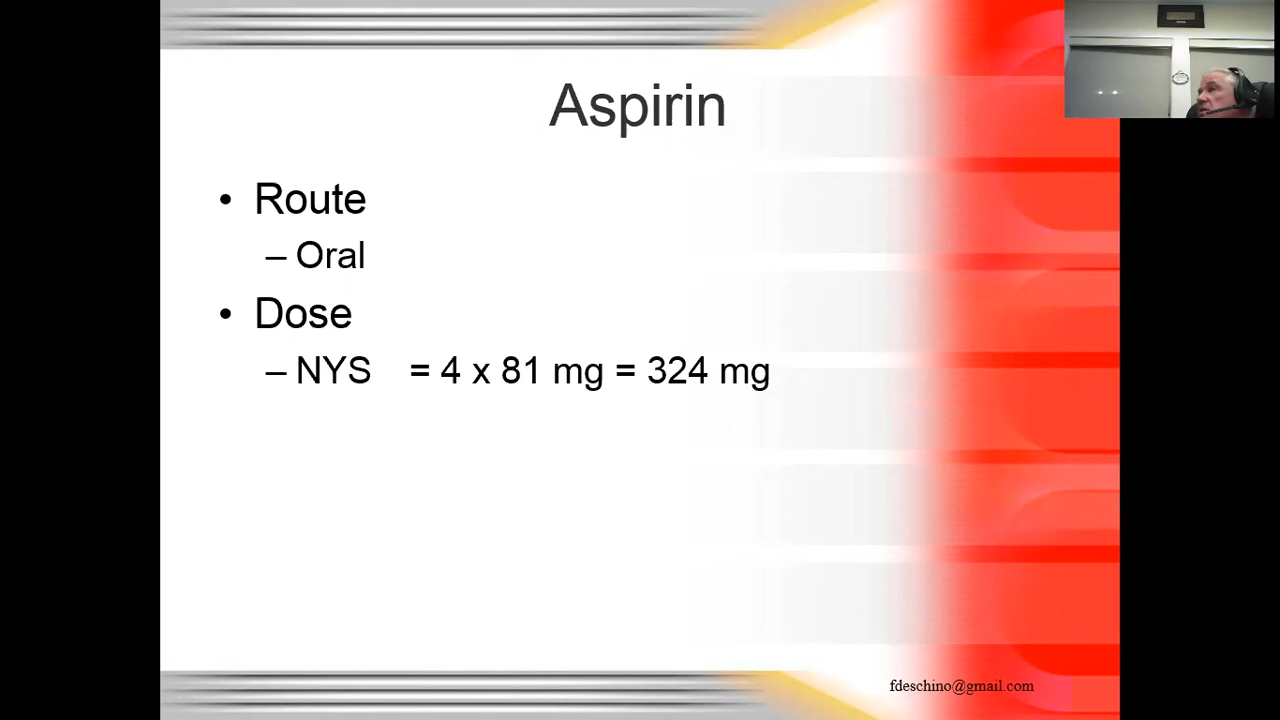 Aspirin
• Route
– Oral
• Dose
– NYS = 4 x 81 mg = 324 mg
fdeschino@gmail.com